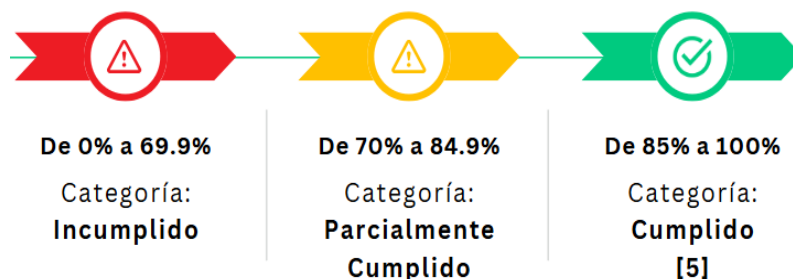 De 0% a 69.9%
Categoría:
Incumplido
De 70% a 84.9%
Categoría:
Parcialmente
Cumplido
De 85% a 100%
Categoría:
Cumplido
[5]